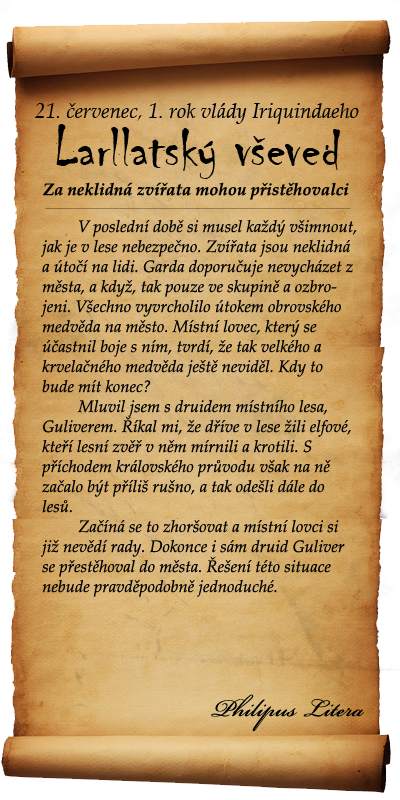 21. červenec, 1. rok vlády Iriquindaeho
Larllatský vševed
Za neklidná zvířata mohou přistěhovalci
V poslední době si musel každý všimnout,
jak je v lese nebezpečno. Zvířata jsou neklidná
a útočí na lidi. Garda doporučuje nevycházet z
města, a když, tak pouze ve skupině a ozbro-
jeni. Všechno vyvrcholilo útokem obrovského
medvěda na město. Místní lovec, který se
účastnil boje s ním, tvrdí, že tak velkého a
krvelačného medvěda ještě neviděl. Kdy to
bude mít konec?
Mluvil jsem s druidem místního lesa,
Guliverem. Říkal mi, že dříve v lese žili elfové,
kteří lesní zvěř v něm mírnili a krotili. S
příchodem královského průvodu však na ně
začalo být příliš rušno, a tak odešli dále do
lesů.
Začíná se to zhoršovat a místní lovci si
již nevědí rady. Dokonce i sám druid Guliver
se přestěhoval do města. Řešení této situace
nebude pravděpodobně jednoduché.
Philipus Litera